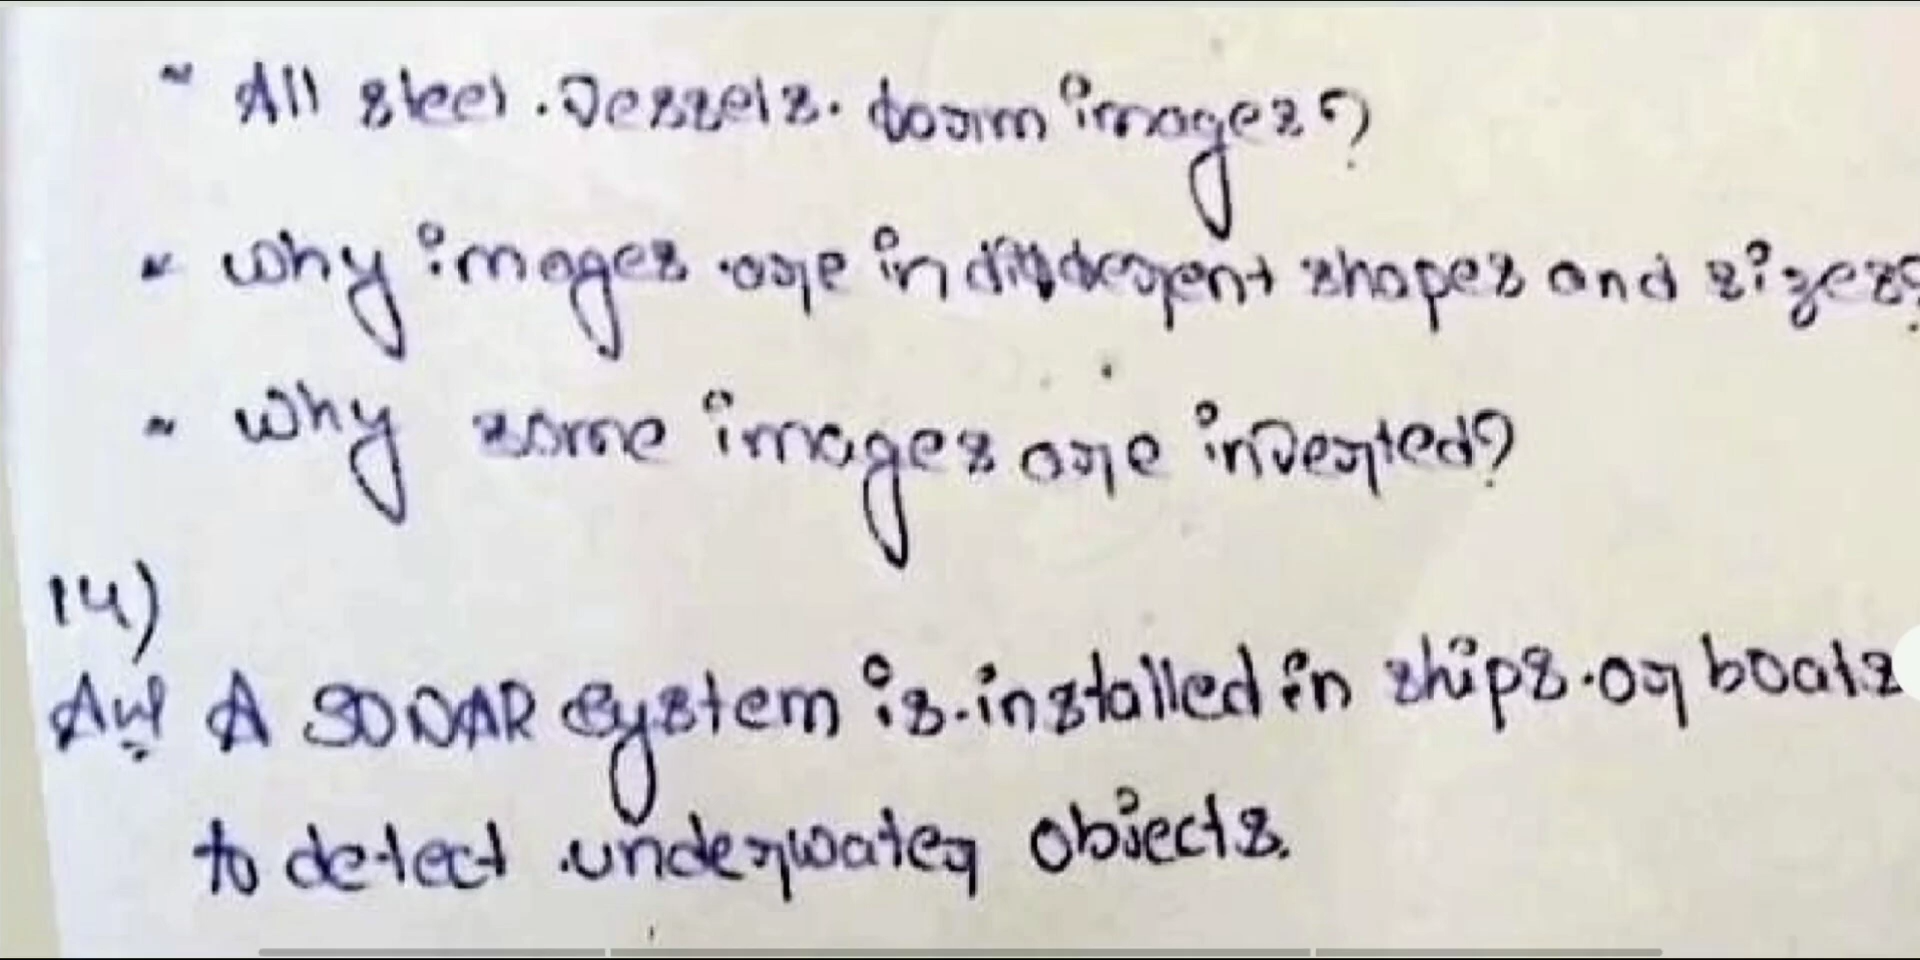 ~ All steel vessels form images?
* why images are in different shapes and sizes?
~ why some images are inverted?
14)
Ans A SONAR System is installed in ships or boats
to detect underwater objects.